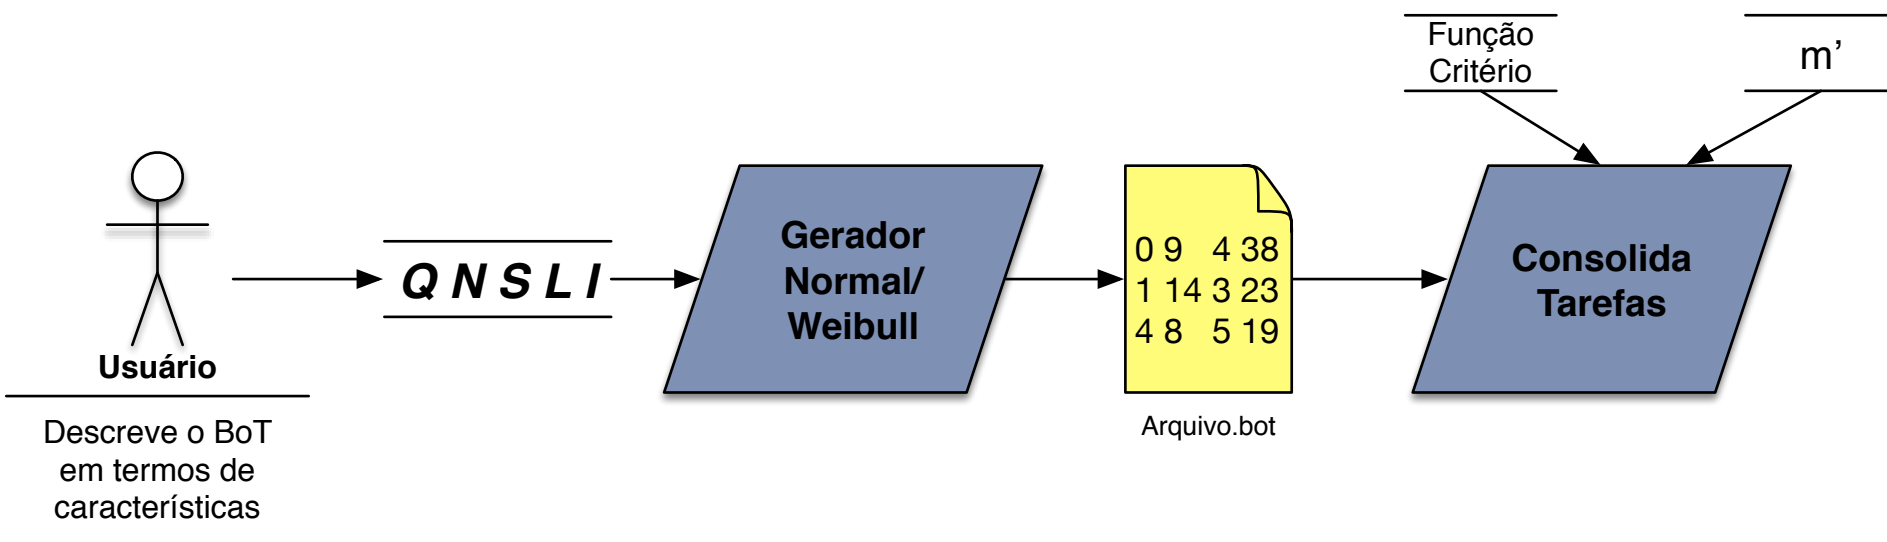 Usuário
Descreve o BoT
em termos de
característísticas
Q N S L I
Gerador
Normal/
Weibull
0 9 4 38
1 14 3 23
4 8 5 19
Arquivo.bot
Função
Critério
m’
Consolida
Tarefas